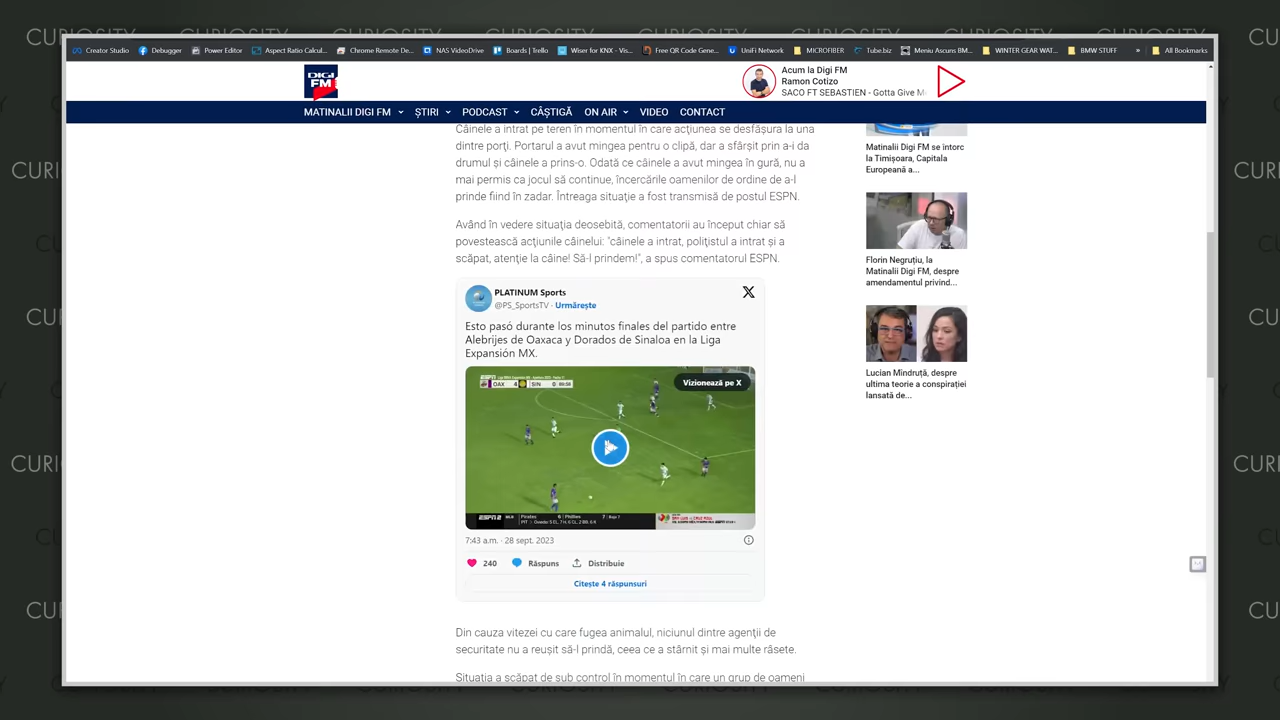 CURIOSITY
Creator Studio
Debugger
Power Editor
Aspect Ratio Calcul...
Chrome Remote De...
NAS VideoDrive
Boards | Trello
Wiser for KNX - Vis...
Free QR Code Gene...
UniFi Network
MICROFIBER
Tube.biz
Meniu Ascuns BM...
WINTER GEAR WAT...
BMW STUFF
»
All Bookmarks
DIGI
FM
Acum la Digi FM
Ramon Cotizo
SACO FT SEBASTIEN - Gotta Give M
MATINALII DIGI FM
ȘTIRI
PODCAST
CÂȘTIGĂ
ON AIR
VIDEO
CONTACT
Câinele a intrat pe teren în momentul în care acțiunea se desfășura la una
dintre porți. Portarul a avut mingea pentru o clipă, dar a sfârșit prin a-i da
drumul și câinele a prins-o. Odată ce câinele a avut mingea în gură, nu a
mai permis ca jocul să continue, încercările oamenilor de ordine de a-l
prinde fiind în zadar. Întreaga situație a fost transmisă de postul ESPN.
Având în vedere situația deosebită, comentatorii au început chiar să
povestească acțiunile câinelui: "câinele a intrat, polițistul a intrat și a
scăpat, atenție la câine! Să-l prindem!", a spus comentatorul ESPN.
PLATINUM Sports
@PS_SportsTV · Urmărește
Esto pasó durante los minutos finales del partido entre
Alebrijes de Oaxaca y Dorados de Sinaloa en la Liga
Expansión MX.
OAX 4 SIN 0
Vizionează pe X
ESPN2
7:43 a.m. · 28 sept. 2023
240
Răspuns
Distribuie
Citește 4 răspunsuri
Din cauza vitezei cu care fugea animalul, niciunul dintre agenții de
securitate nu a reușit să-l prindă, ceea ce a stârnit și mai multe râsete.
Situația a scăpat de sub control în momentul în care un grup de oameni
Matinalii Digi FM se întorc
la Timișoara, Capitala
Europeană a...
Florin Negruțiu, la
Matinalii Digi FM, despre
amendamentul privind...
Lucian Mîndruță, despre
ultima teorie a conspirației
lansată de...